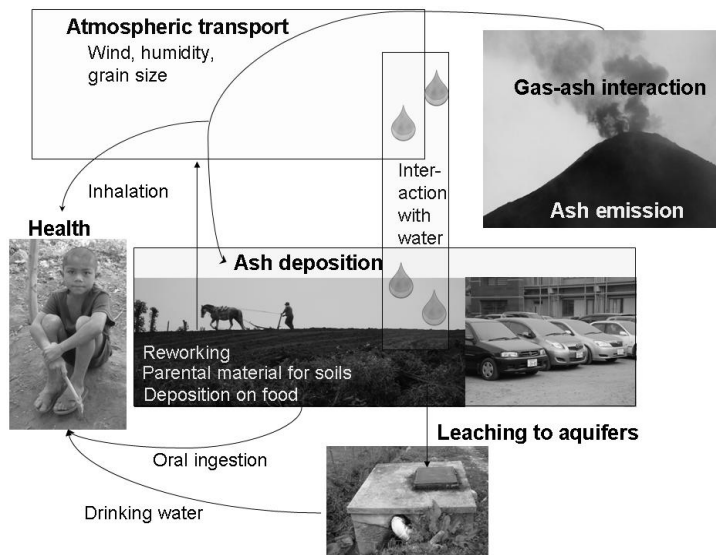 Atmospheric transport
Wind, humidity,
grain size
Gas-ash interaction
Ash emission
Inter-
action
with
water
Inhalation
Health
Ash deposition
Reworking
Parental material for soils
Deposition on food
Leaching to aquifers
Oral ingestion
Drinking water